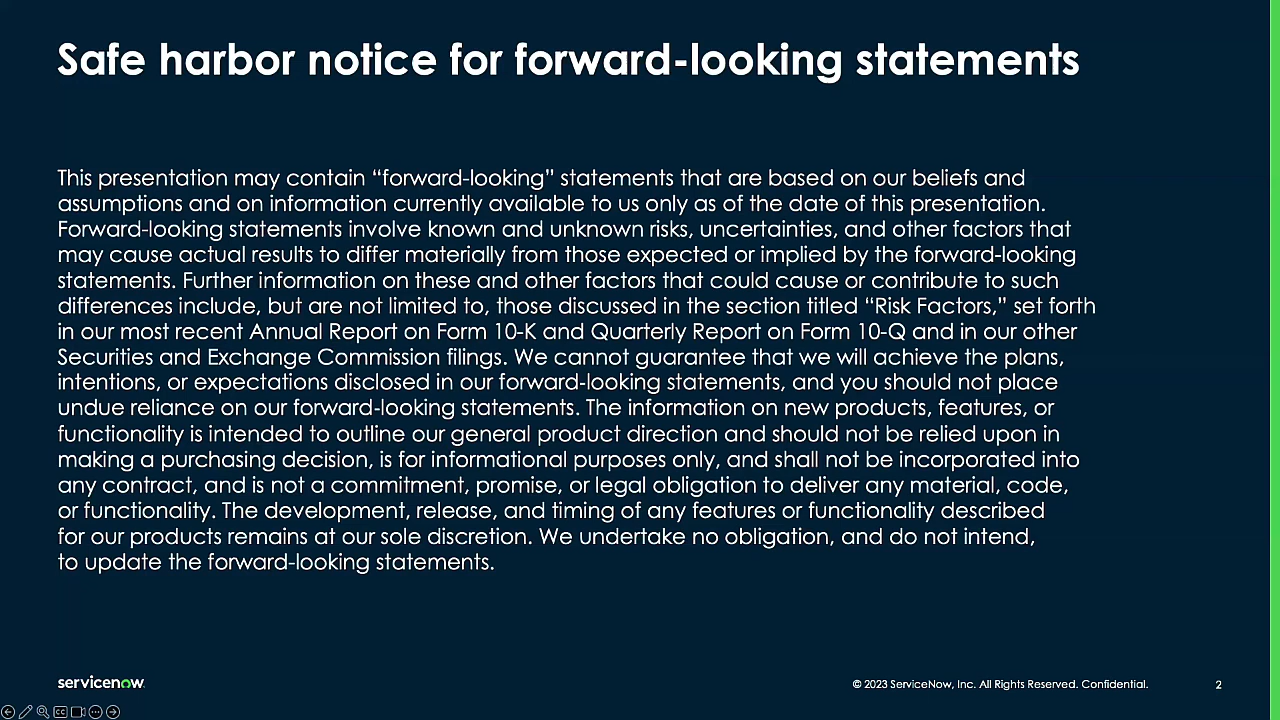 Safe harbor notice for forward-looking statements
This presentation may contain “forward-looking” statements that are based on our beliefs and
assumptions and on information currently available to us only as of the date of this presentation.
Forward-looking statements involve known and unknown risks, uncertainties, and other factors that
may cause actual results to differ materially from those expected or implied by the forward-looking
statements. Further information on these and other factors that could cause or contribute to such
differences include, but are not limited to, those discussed in the section titled “Risk Factors,” set forth
in our most recent Annual Report on Form 10-K and Quarterly Report on Form 10-Q and in our other
Securities and Exchange Commission filings. We cannot guarantee that we will achieve the plans,
intentions, or expectations disclosed in our forward-looking statements, and you should not place
undue reliance on our forward-looking statements. The information on new products, features, or
functionality is intended to outline our general product direction and should not be relied upon in
making a purchasing decision, is for informational purposes only, and shall not be incorporated into
any contract, and is not a commitment, promise, or legal obligation to deliver any material, code,
or functionality. The development, release, and timing of any features or functionality described
for our products remains at our sole discretion. We undertake no obligation, and do not intend,
to update the forward-looking statements.
servicenow.
© 2023 ServiceNow, Inc. All Rights Reserved. Confidential.
2
CC